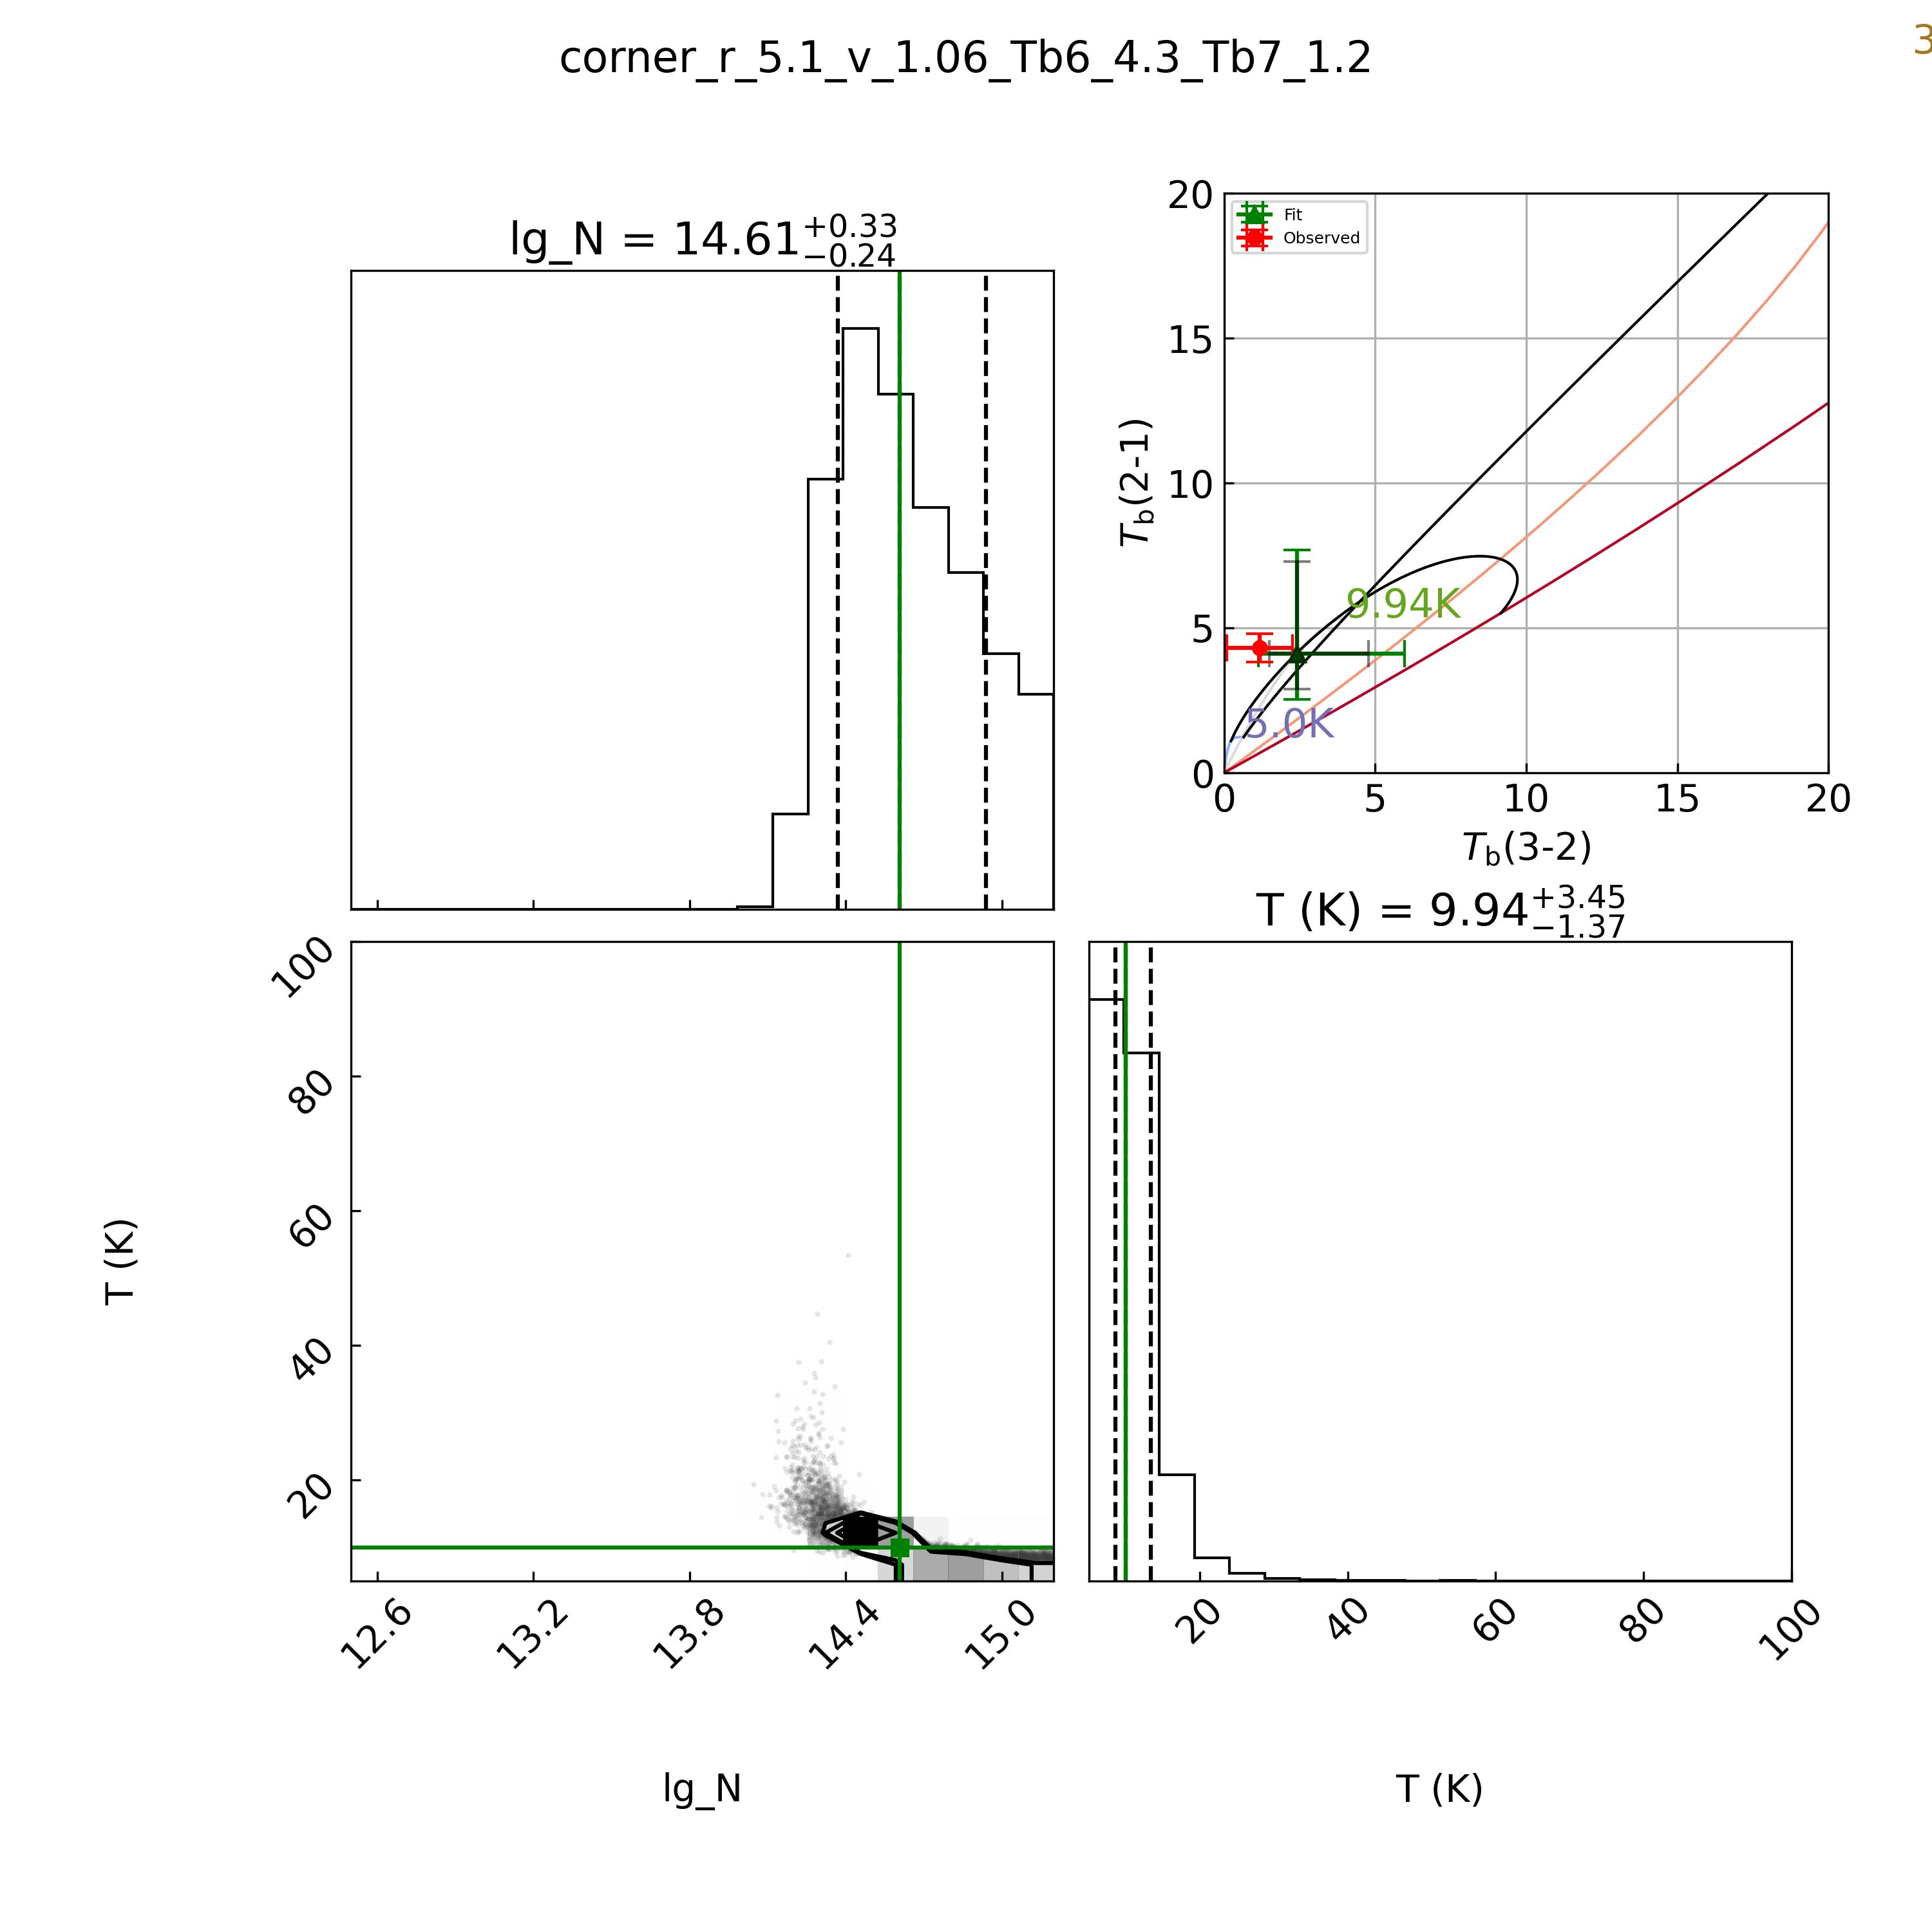 3
corner_r_5.1_v_1.06_Tb6_4.3_Tb7_1.2
lg_N = 14.61+0.33−0.24
20
15
10
5
0
T_b(2-1)
Fit
Observed
9.94K
5.0K
0 5 10 15 20
T_b(3-2)
T (K) = 9.94+3.45−1.37
100
80
60
40
20
T (K)
12.6 13.2 13.8 14.4 15.0
lg_N
20 40 60 80 100
T (K)